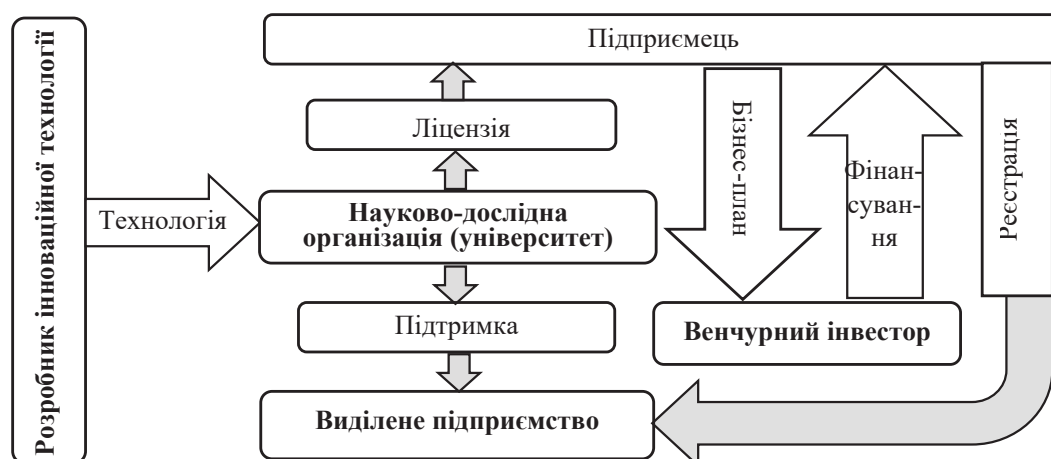 Розробник інноваційної технології
Підприємець
Ліцензія
Технологія
Науково-дослідна
організація (університет)
Підтримка
Виділене підприємство
Бізнес-план
Фінан-
суван-
ня
Венчурний інвестор
Реєстрація